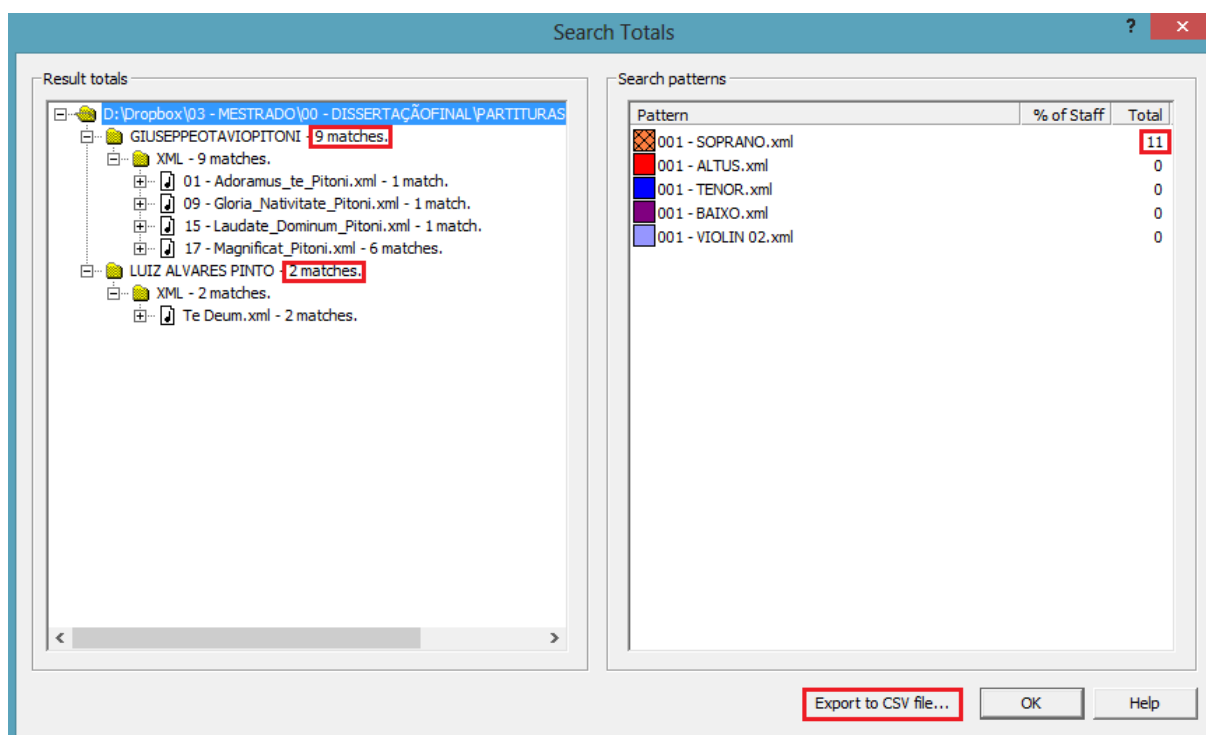 Search Totals
?
×
Result totals
D:\Dropbox\03 - MESTRADO\00 - DISSERTAÇÃOFINAL\PARTITURAS
GIUSEPPEOTAVIOPITONI - 9 matches.
XML - 9 matches.
01 - Adoramus_te_Pitoni.xml - 1 match.
09 - Gloria_Nativitate_Pitoni.xml - 1 match.
15 - Laudate_Dominum_Pitoni.xml - 1 match.
17 - Magnificat_Pitoni.xml - 6 matches.
LUIZ ALVARES PINTO - 2 matches.
XML - 2 matches.
Te Deum.xml - 2 matches.
Search patterns
Pattern % of Staff Total
001 - SOPRANO.xml 11
001 - ALTUS.xml 0
001 - TENOR.xml 0
001 - BAIXO.xml 0
001 - VIOLIN 02.xml 0
Export to CSV file... OK Help